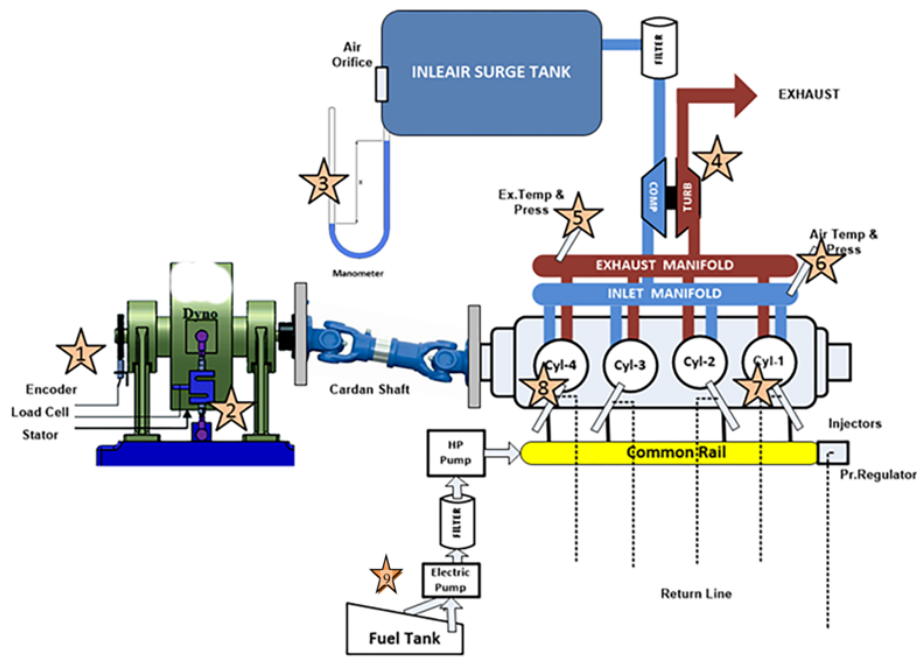 Air
Orifice
INLEAIR SURGE TANK
FILTER
EXHAUST
3
x
Manometer
4
COMP
TURB
Ex.Temp &
Press
5
Air Temp &
Press
6
EXHAUST MANIFOLD
INLET MANIFOLD
Dyno
1
Encoder
Load Cell
Stator
2
Cardan Shaft
Cyl-4
Cyl-3
Cyl-2
Cyl-1
8
7
Injectors
HP
Pump
Common Rail
Pr.Regulator
FILTER
9
Electric
Pump
Return Line
Fuel Tank